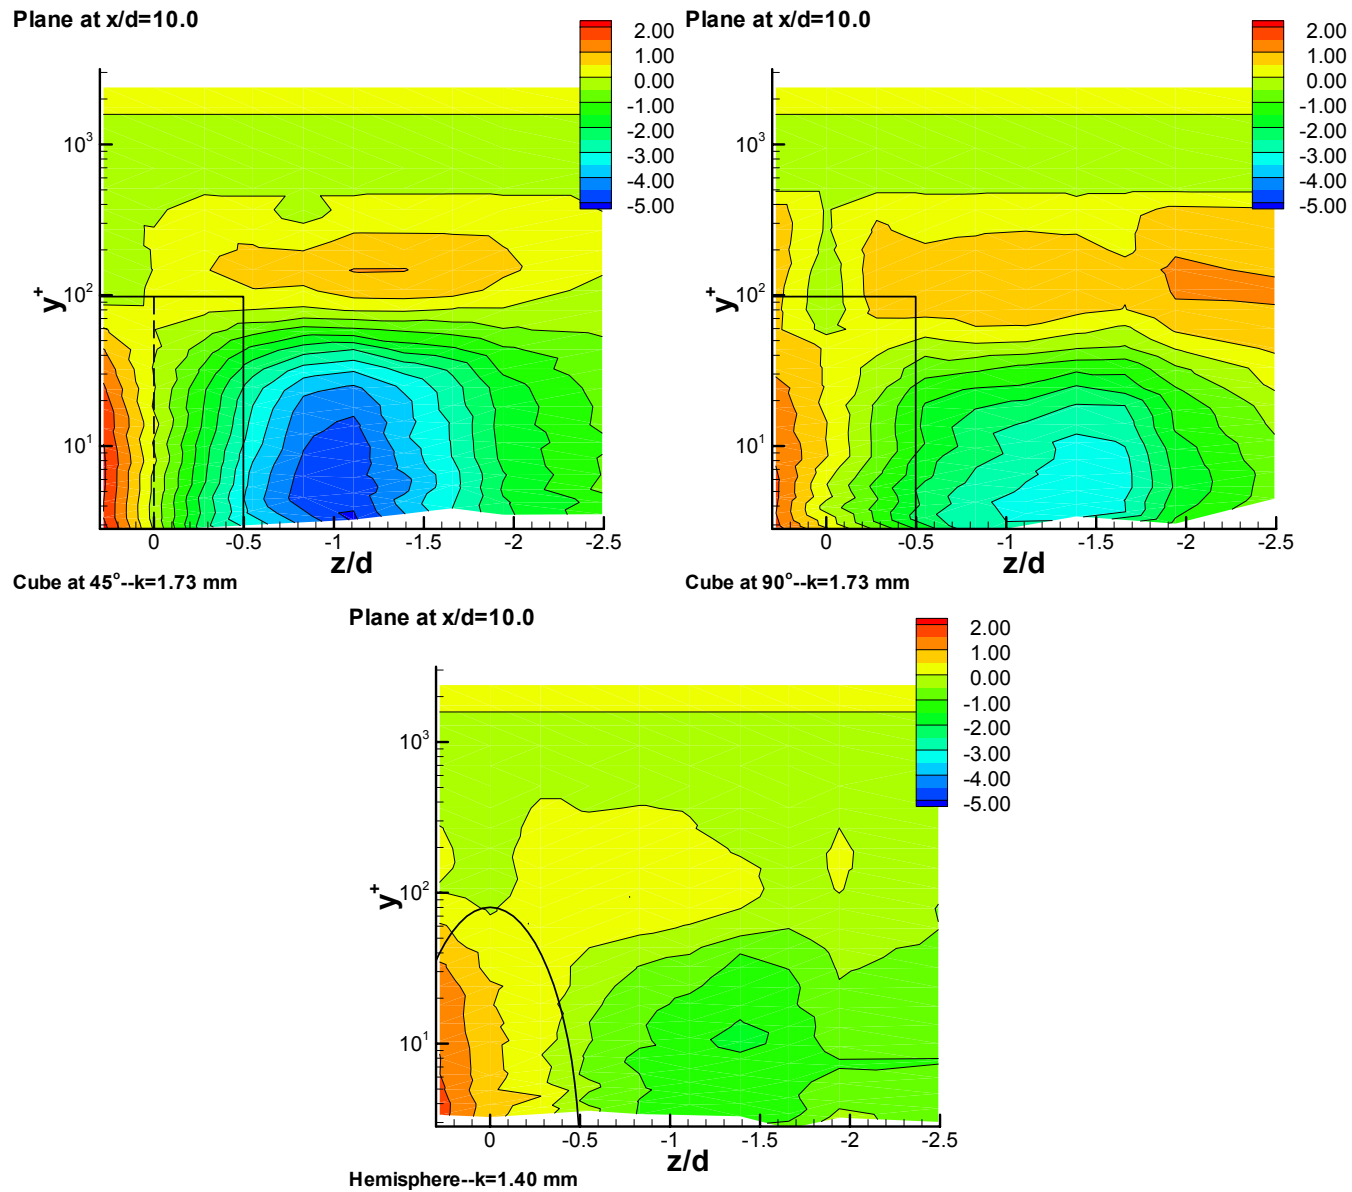 Plane at x/d=10.0
2.00
1.00
0.00
-1.00
-2.00
-3.00
-4.00
-5.00
10³
10²
10¹
y⁺
0 -0.5 -1 -1.5 -2 -2.5
z/d
Cube at 45°--k=1.73 mm
Plane at x/d=10.0
2.00
1.00
0.00
-1.00
-2.00
-3.00
-4.00
-5.00
10³
10²
10¹
y⁺
0 -0.5 -1 -1.5 -2 -2.5
z/d
Cube at 90°--k=1.73 mm
Plane at x/d=10.0
2.00
1.00
0.00
-1.00
-2.00
-3.00
-4.00
-5.00
10³
10²
10¹
y⁺
0 -0.5 -1 -1.5 -2 -2.5
z/d
Hemisphere--k=1.40 mm